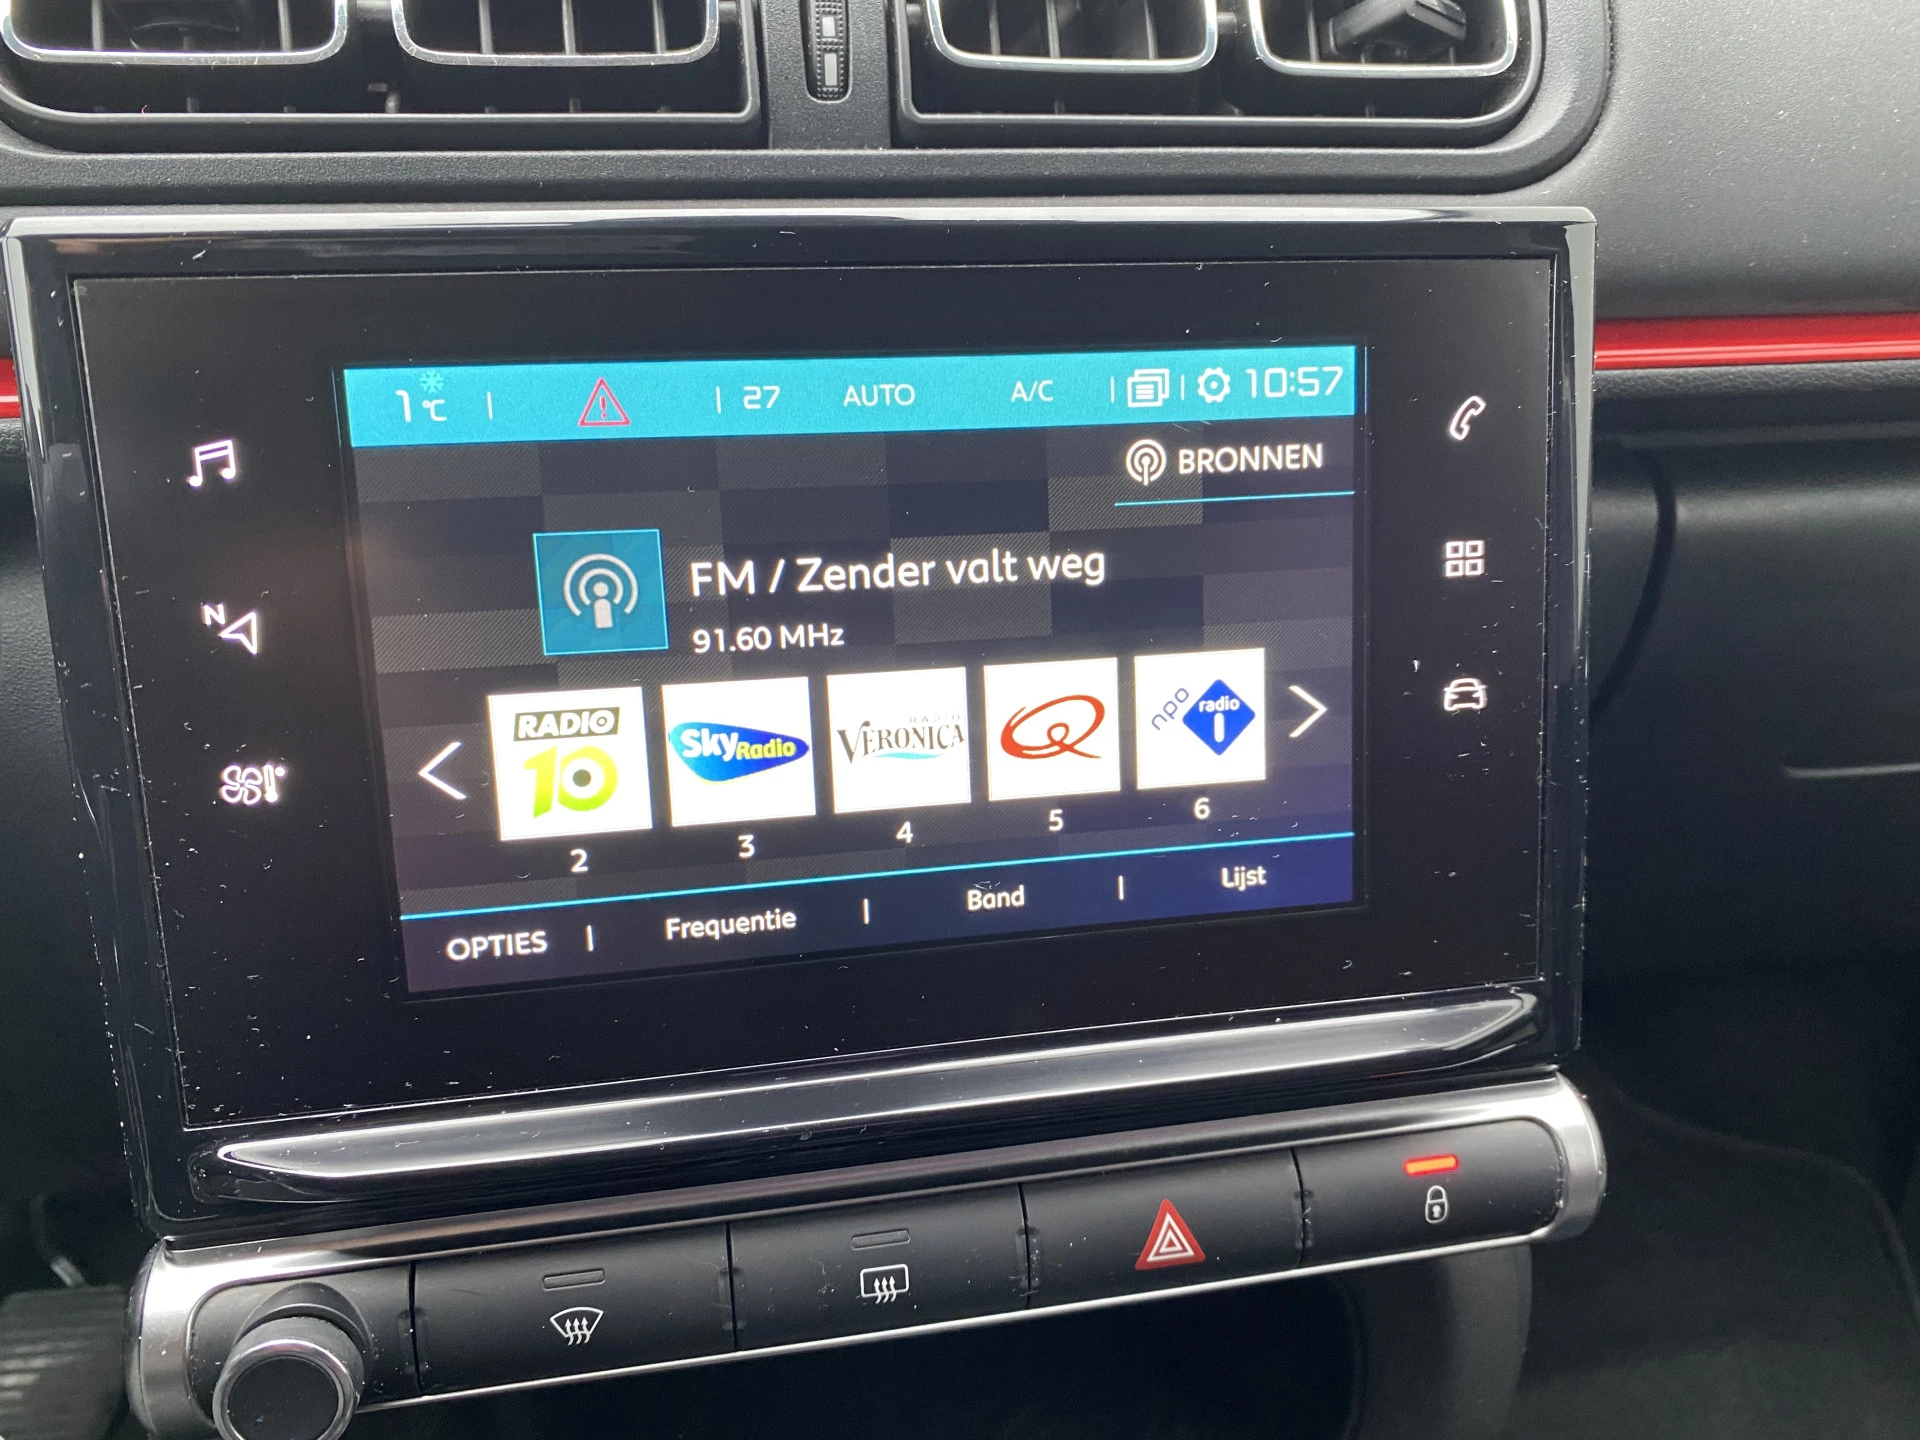 1 °C | 27 AUTO A/C 10:57
BRONNEN
FM / Zender valt weg
91.60 MHz
N
RADIO
10
Sky Radio
RADIO
VERONICA
Q
npo
radio
1
2 3 4 5 6
OPTIES | Frequentie | Band | Lijst